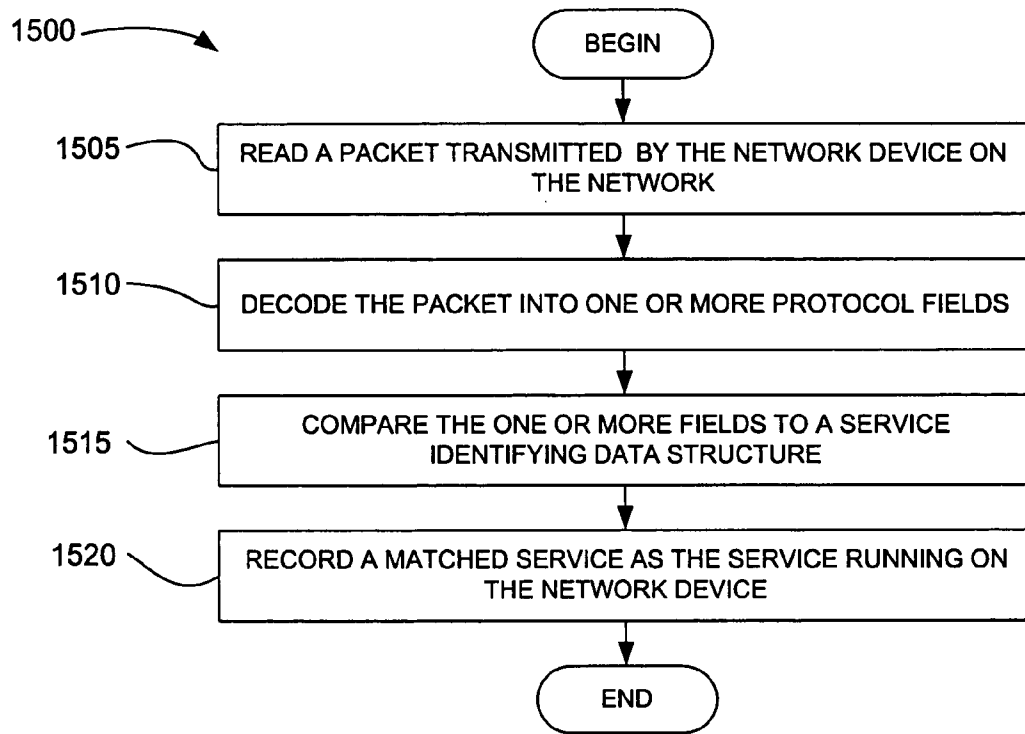 1500
BEGIN
1505
READ A PACKET TRANSMITTED BY THE NETWORK DEVICE ON
THE NETWORK
1510
DECODE THE PACKET INTO ONE OR MORE PROTOCOL FIELDS
1515
COMPARE THE ONE OR MORE FIELDS TO A SERVICE
IDENTIFYING DATA STRUCTURE
1520
RECORD A MATCHED SERVICE AS THE SERVICE RUNNING ON
THE NETWORK DEVICE
END